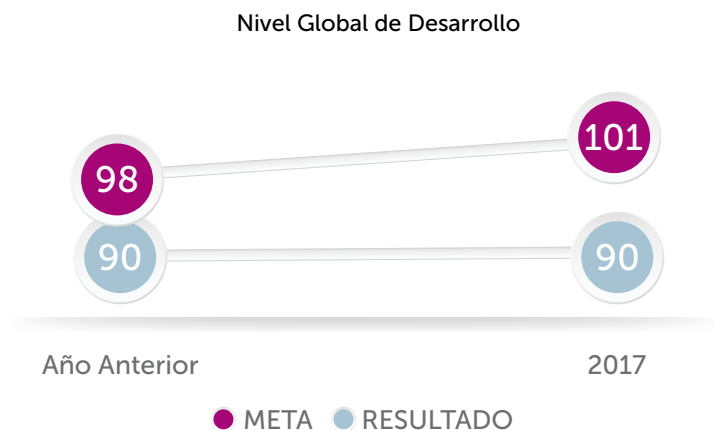 Nivel Global de Desarrollo
98
101
90
90
Año Anterior
2017
META
RESULTADO